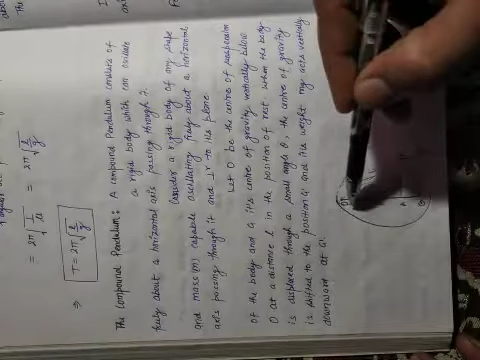 = 2π√(L/g) = 2π√(l/g)
⇒ T = 2π√(l/g)
The Compound Pendulum: A compound Pendulum consists of
a rigid body which can oscillate
freely about a horizontal axis passing through it.
Consider a rigid body of any shape
and mass (m) capable oscillating freely about a horizontal
axis passing through it and ⊥r to its plane
Let O be the centre of suspension
of the body and G its centre of gravity vertically below
O at a distance l in the position of rest when the body
is displaced through a small angle θ, the centre of gravity
is shifted to the position G' and its weight mg acts vertically
downward at G'.